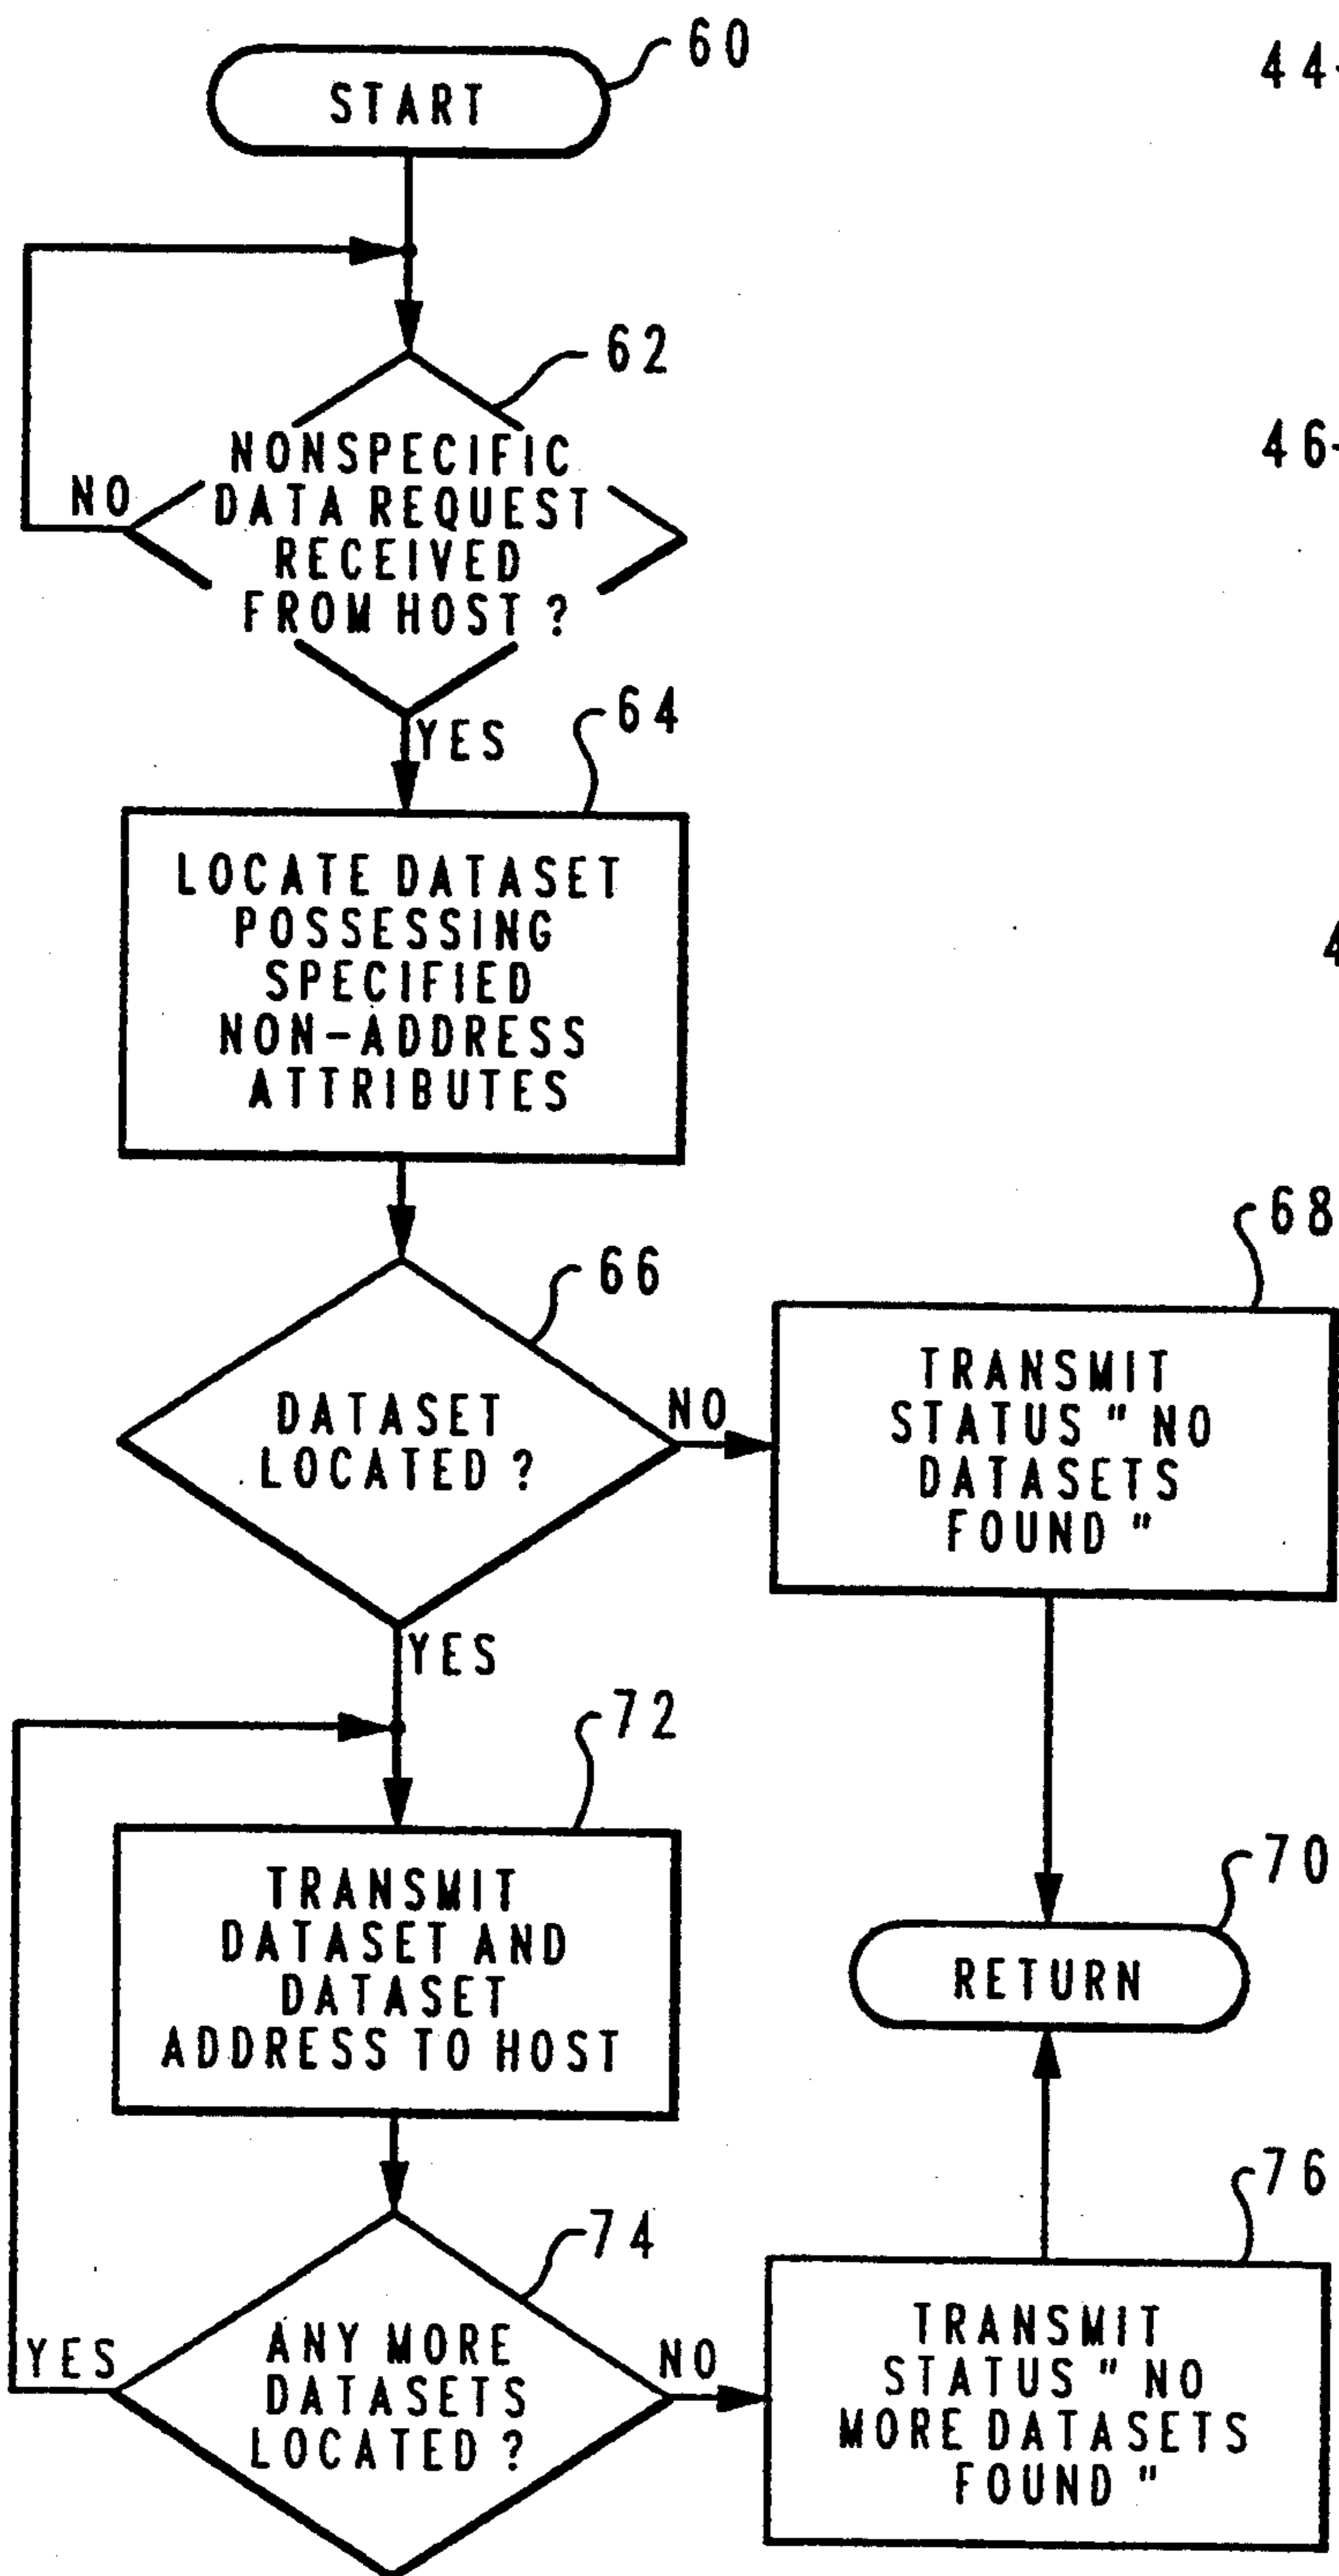 60
START
44
62
NONSPECIFIC
DATA REQUEST
RECEIVED
FROM HOST ?
NO
46
YES
64
LOCATE DATASET
POSSESSING
SPECIFIED
NON-ADDRESS
ATTRIBUTES
4
66
DATASET
LOCATED ?
NO
68
TRANSMIT
STATUS " NO
DATASETS
FOUND "
YES
72
TRANSMIT
DATASET AND
DATASET
ADDRESS TO HOST
70
RETURN
74
ANY MORE
DATASETS
LOCATED ?
YES
NO
76
TRANSMIT
STATUS " NO
MORE DATASETS
FOUND "